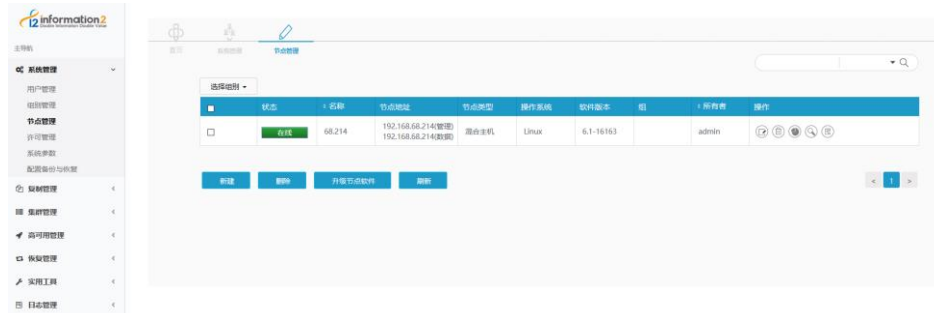 information2
主导航
系统管理
用户管理
组别管理
节点管理
许可管理
系统参数
配置备份与恢复
复制管理
集群管理
高可用管理
恢复管理
实用工具
日志管理
首页 系统管理 节点管理
选择组别
状态 名称 节点地址 节点类型 操作系统 软件版本 组 所有者 操作
在线 68.214 192.168.68.214(管理) 混合主机 Linux 6.1-16163 admin
192.168.68.214(数据)
新建 删除 升级节点软件 刷新
< 1 >